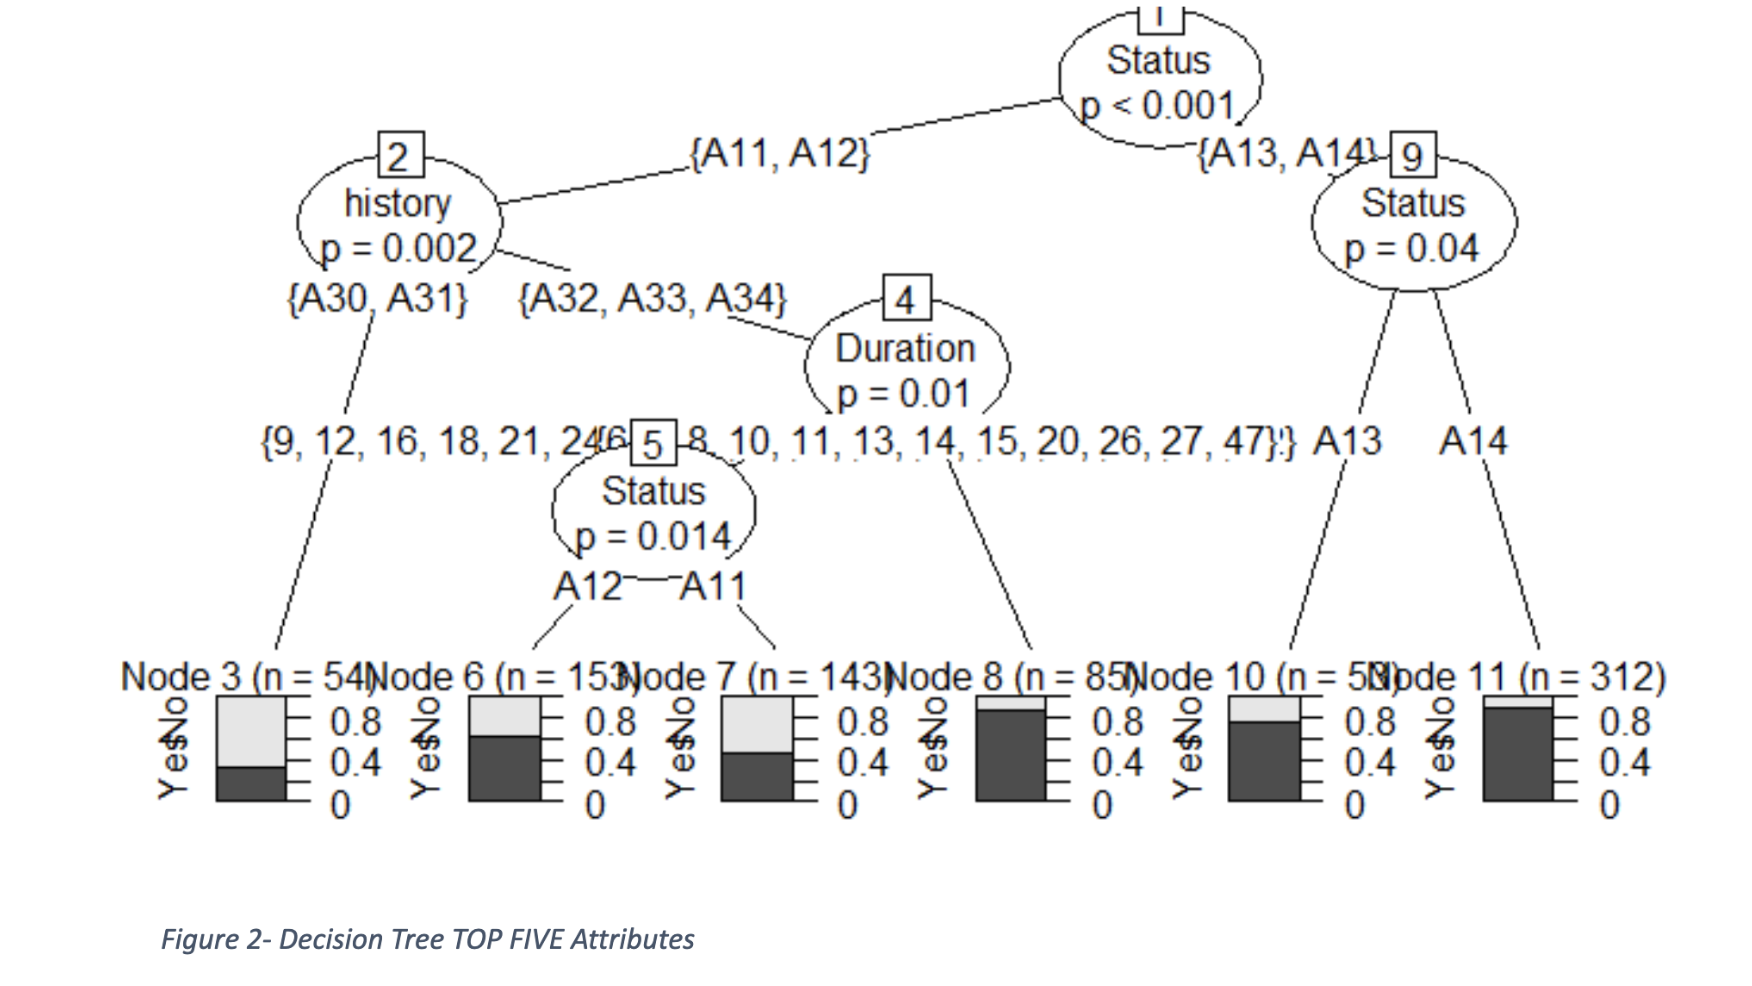 1
Status
p < 0.001
{A11, A12}
{A13, A14}
2
history
p = 0.002
9
Status
p = 0.04
{A30, A31}
{A32, A33, A34}
4
Duration
p = 0.01
{9, 12, 16, 18, 21, 24
{6
8, 10, 11, 13, 14, 15, 20, 26, 27, 47}
A13
A14
5
Status
p = 0.014
A12
A11
Node 3 (n = 54)
Node 6 (n = 153)
Node 7 (n = 143)
Node 8 (n = 85)
Node 10 (n = 53)
Node 11 (n = 312)
Yes No 0.8 0.4 0
Yes No 0.8 0.4 0
Yes No 0.8 0.4 0
Yes No 0.8 0.4 0
Yes No 0.8 0.4 0
Yes No 0.8 0.4 0
Figure 2- Decision Tree TOP FIVE Attributes